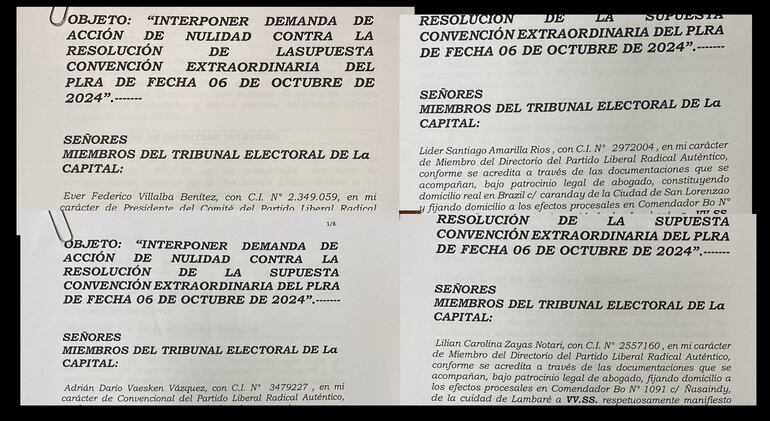 OBJETO: “INTERPONER DEMANDA DE
ACCIÓN DE NULIDAD CONTRA LA
RESOLUCIÓN DE LASUPUESTA
CONVENCIÓN EXTRAORDINARIA DEL
PLRA DE FECHA 06 DE OCTUBRE DE
2024”.-------
SEÑORES
MIEMBROS DEL TRIBUNAL ELECTORAL DE La
CAPITAL:
Ever Federico Villalba Benítez, con C.I. N° 2.349.059, en mi
carácter de Presidente del Comité del Partido Liberal Radical
RESOLUCIÓN DE LA SUPUESTA
CONVENCIÓN EXTRAORDINARIA DEL PLRA
DE FECHA 06 DE OCTUBRE DE 2024”.-------
SEÑORES
MIEMBROS DEL TRIBUNAL ELECTORAL DE La
CAPITAL:
Lider Santiago Amarilla Rios , con C.I. N° 2972004 , en mi carácter
de Miembro del Directorio del Partido Liberal Radical Auténtico,
conforme se acredita a través de las documentaciones que se
acompañan, bajo patrocinio legal de abogado, constituyendo
domicilio real en Brazil c/ caranday de la Ciudad de San Lorenzao
y fijando domicilio a los efectos procesales en Comendador Bo N°
VV.SS.
1/8
OBJETO: “INTERPONER DEMANDA DE
ACCIÓN DE NULIDAD CONTRA LA
RESOLUCIÓN DE LA SUPUESTA
CONVENCIÓN EXTRAORDINARIA DEL PLRA
DE FECHA 06 DE OCTUBRE DE 2024”.-------
SEÑORES
MIEMBROS DEL TRIBUNAL ELECTORAL DE La
CAPITAL:
Adrián Darío Vaesken Vázquez, con C.I. N° 3479227 , en mi
carácter de Convencional del Partido Liberal Radical Auténtico,
RESOLUCIÓN DE LA SUPUESTA
CONVENCIÓN EXTRAORDINARIA DEL PLRA
DE FECHA 06 DE OCTUBRE DE 2024”.-------
SEÑORES
MIEMBROS DEL TRIBUNAL ELECTORAL DE La
CAPITAL:
Lilian Carolina Zayas Notari, con C.I. N° 2557160 , en mi carácter
de Miembro del Directorio del Partido Liberal Radical Auténtico,
conforme se acredita a través de las documentaciones que se
acompañan, bajo patrocinio legal de abogado, fijando domicilio a
los efectos procesales en Comendador Bo N° 1091 c/ Ñasaindy,
de la cuidad de Lambaré a VV.SS. respetuosamente manifiesto